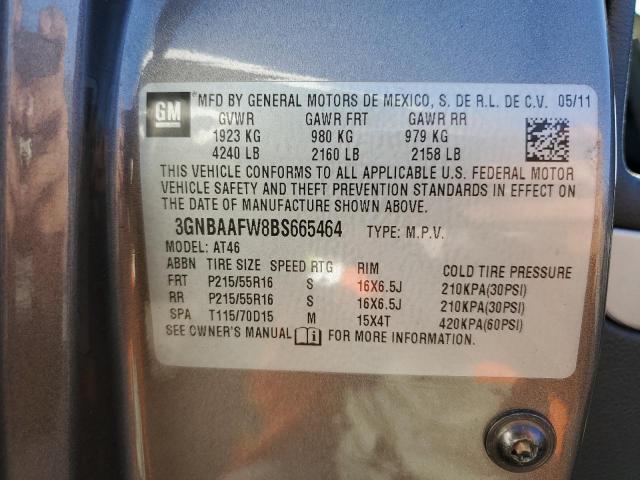 GM MFD BY GENERAL MOTORS DE MEXICO, S. DE R.L. DE C.V. 05/11
GVWR GAWR FRT GAWR RR
1923 KG 980 KG 979 KG
4240 LB 2160 LB 2158 LB
THIS VEHICLE CONFORMS TO ALL APPLICABLE U.S. FEDERAL MOTOR
VEHICLE SAFETY AND THEFT PREVENTION STANDARDS IN EFFECT ON
THE DATE OF MANUFACTURE SHOWN ABOVE.
3GNBAAFW8BS665464 TYPE: M.P.V.
MODEL: AT46
ABBN TIRE SIZE SPEED RTG RIM COLD TIRE PRESSURE
FRT P215/55R16 S 16X6.5J 210KPA(30PSI)
RR P215/55R16 S 16X6.5J 210KPA(30PSI)
SPA T115/70D15 M 15X4T 420KPA(60PSI)
SEE OWNER'S MANUAL i FOR MORE INFORMATION.